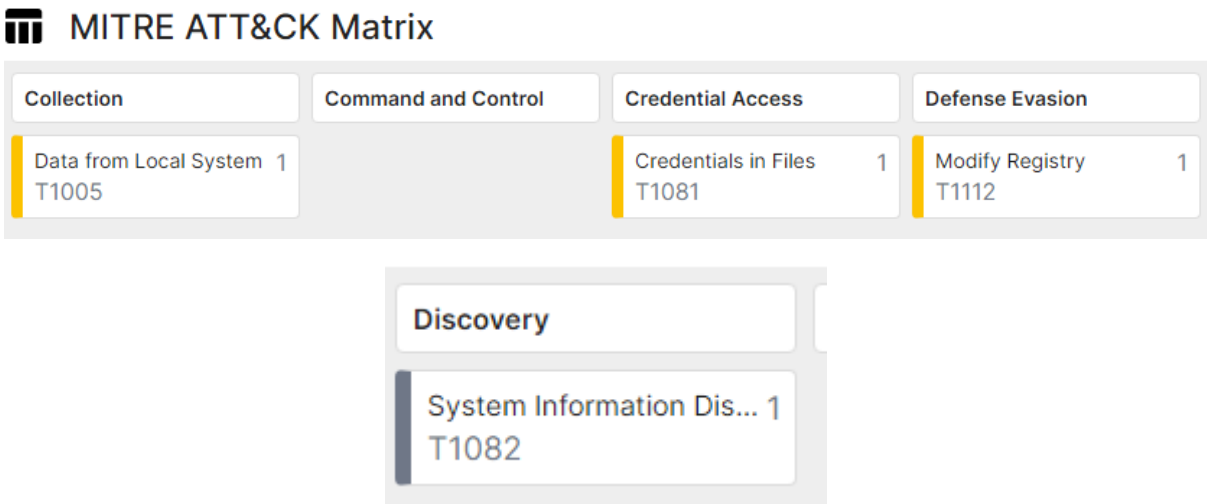 MITRE ATT&CK Matrix
Collection
Command and Control
Credential Access
Defense Evasion
Data from Local System 1
T1005
Credentials in Files 1
T1081
Modify Registry 1
T1112
Discovery
System Information Dis... 1
T1082